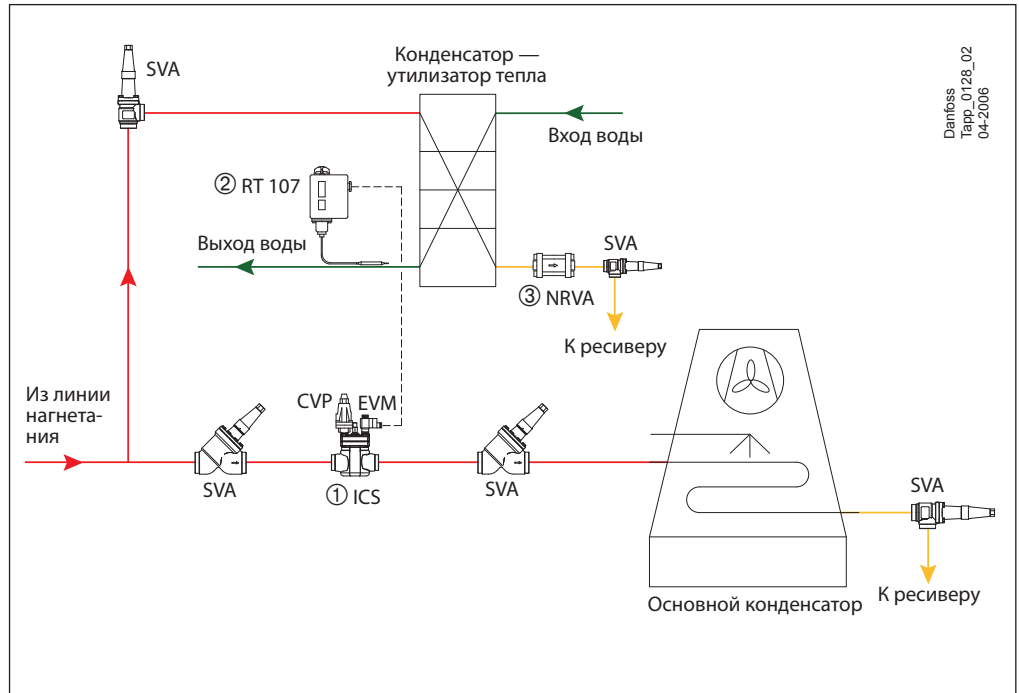 SVA
Конденсатор —
утилизатор тепла
Danfoss
Tapp_0128_02
04-2006
Вход воды
② RT 107
Выход воды
SVA
③ NRVA
К ресиверу
Из линии
нагнета-
ния
CVP
EVM
SVA
① ICS
SVA
SVA
Основной конденсатор
К ресиверу